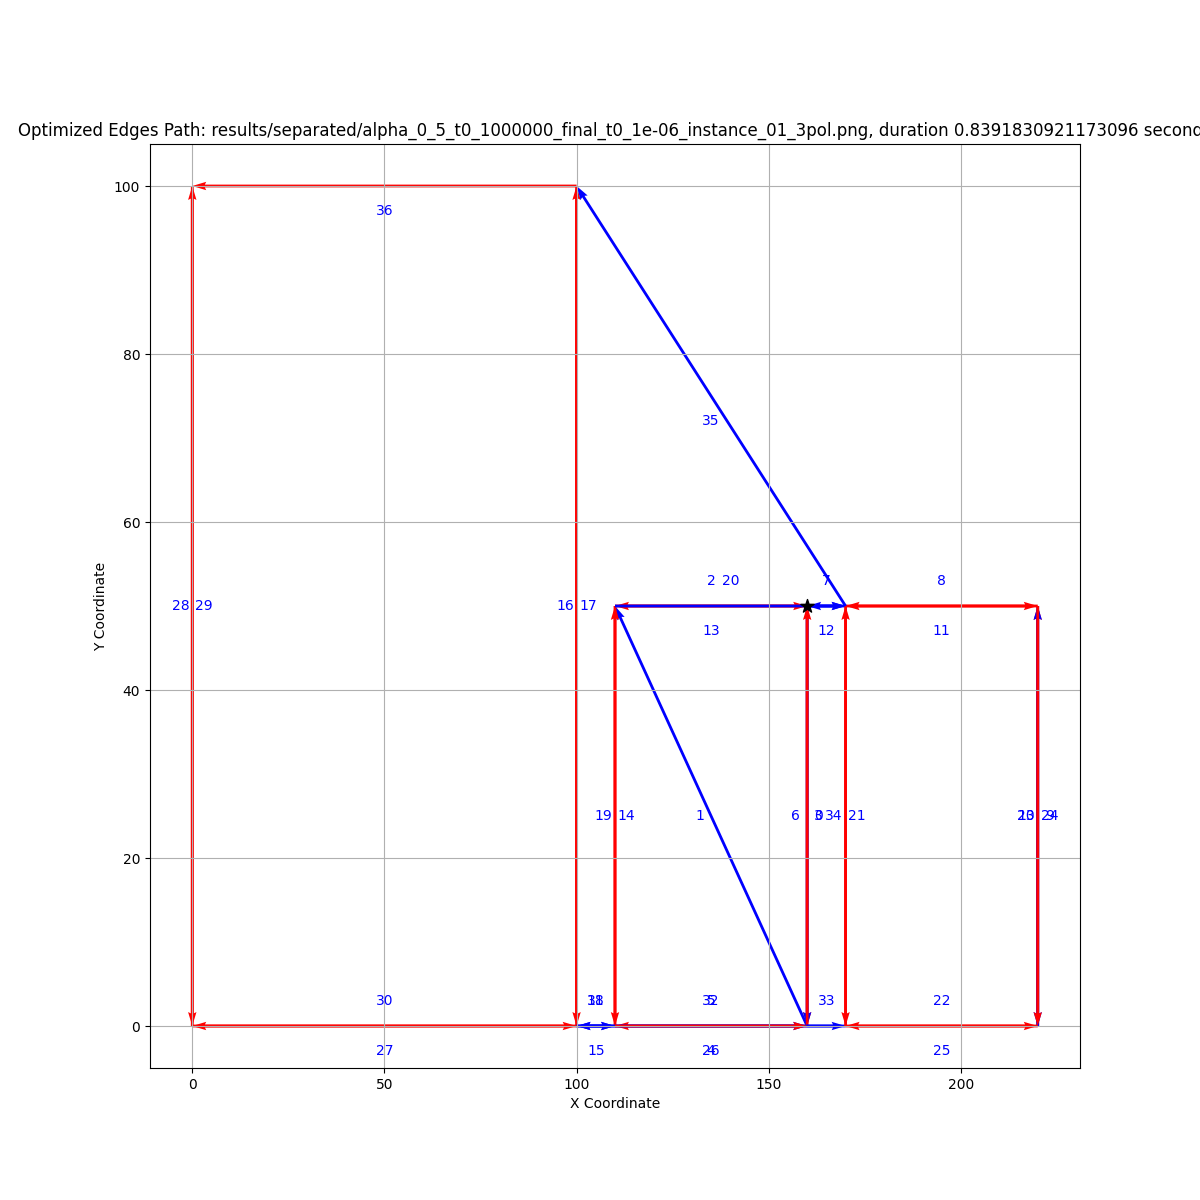 Optimized Edges Path: results/separated/alpha_0_5_t0_1000000_final_t0_1e-06_instance_01_3pol.png, duration 0.8391830921173096 second
100
36
35
80
60
2 20 7 8
28 29 16 17
13 12 11
Y Coordinate
40
19 14 1 6 34 21
20
30 33 22
0
27 15 25
0 50 100 150 200
X Coordinate